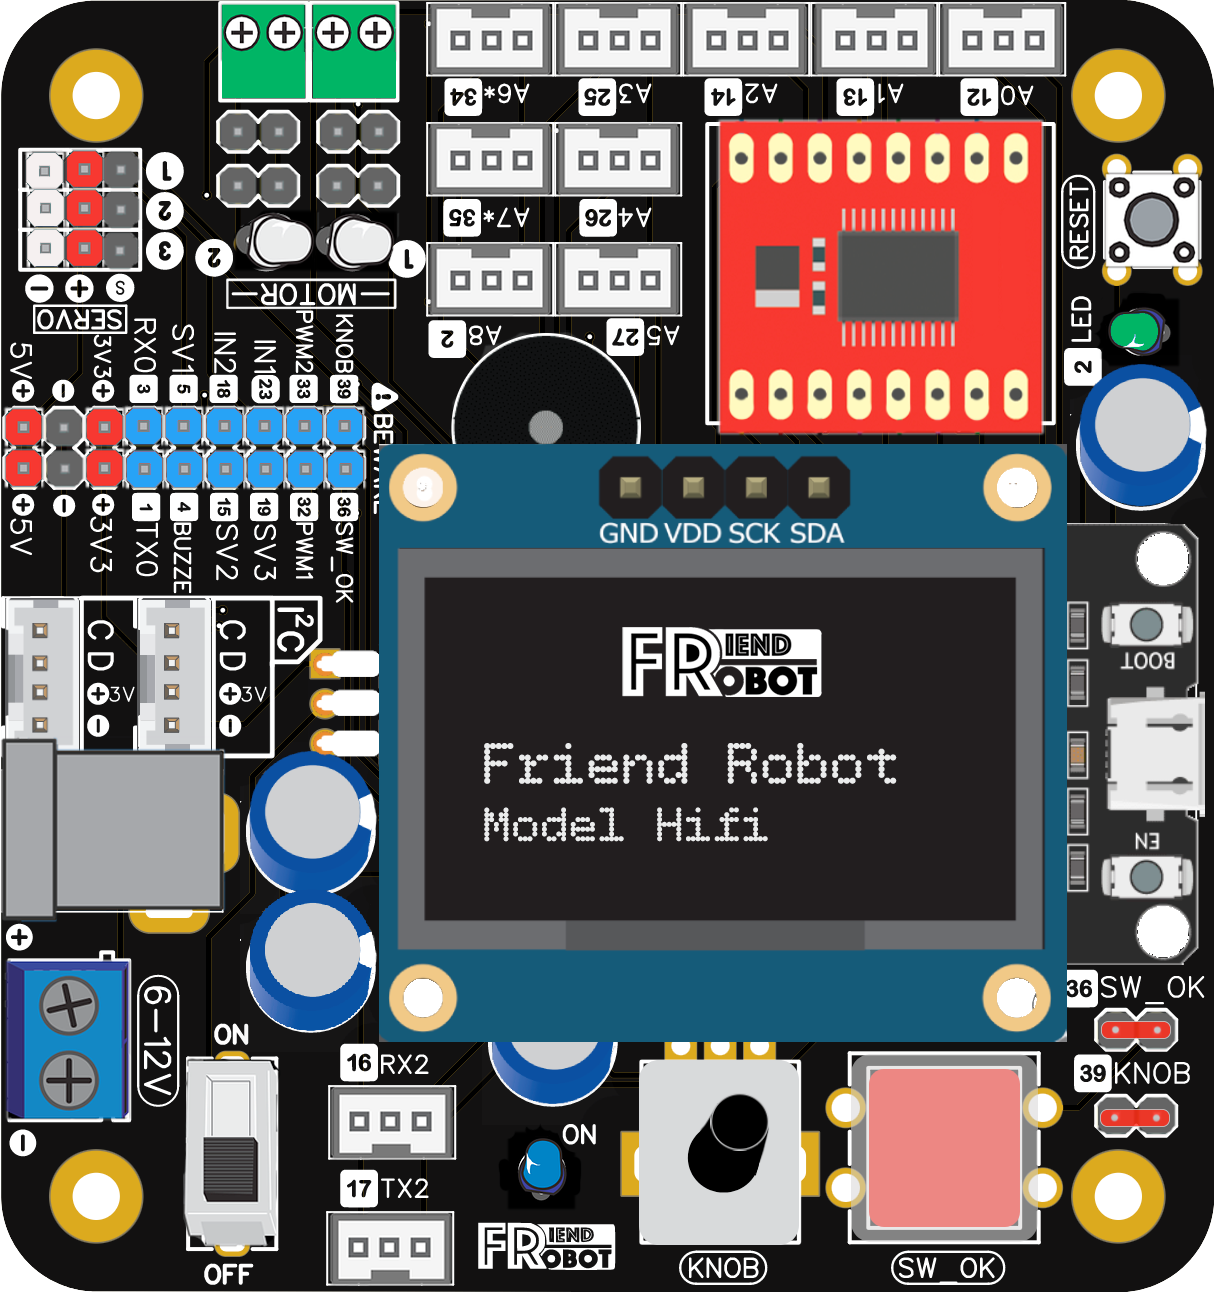 34 A6*
25 A3
14 A2
13 A1
12 A0
35 A7*
26 A4
2 A8
27 A5
1
2
3
S
SERVO
2
1
MOTOR
RESET
LED
2
5V
3V3
RX0
SV1
IN2
IN1
PWM2
KNOB
3
5
18
23
33
39
1
4
15
19
32
36
5V
3V3
TX0
BUZZE
SV2
SV3
PWM1
SW_OK
I²C
C
D
3V
C
D
3V
GND VDD SCK SDA
FRIEND ROBOT
Friend Robot
Model Hifi
BOOT
EN
6-12V
ON
OFF
16 RX2
17 TX2
ON
FRIEND ROBOT
KNOB
SW_OK
36 SW_OK
39 KNOB